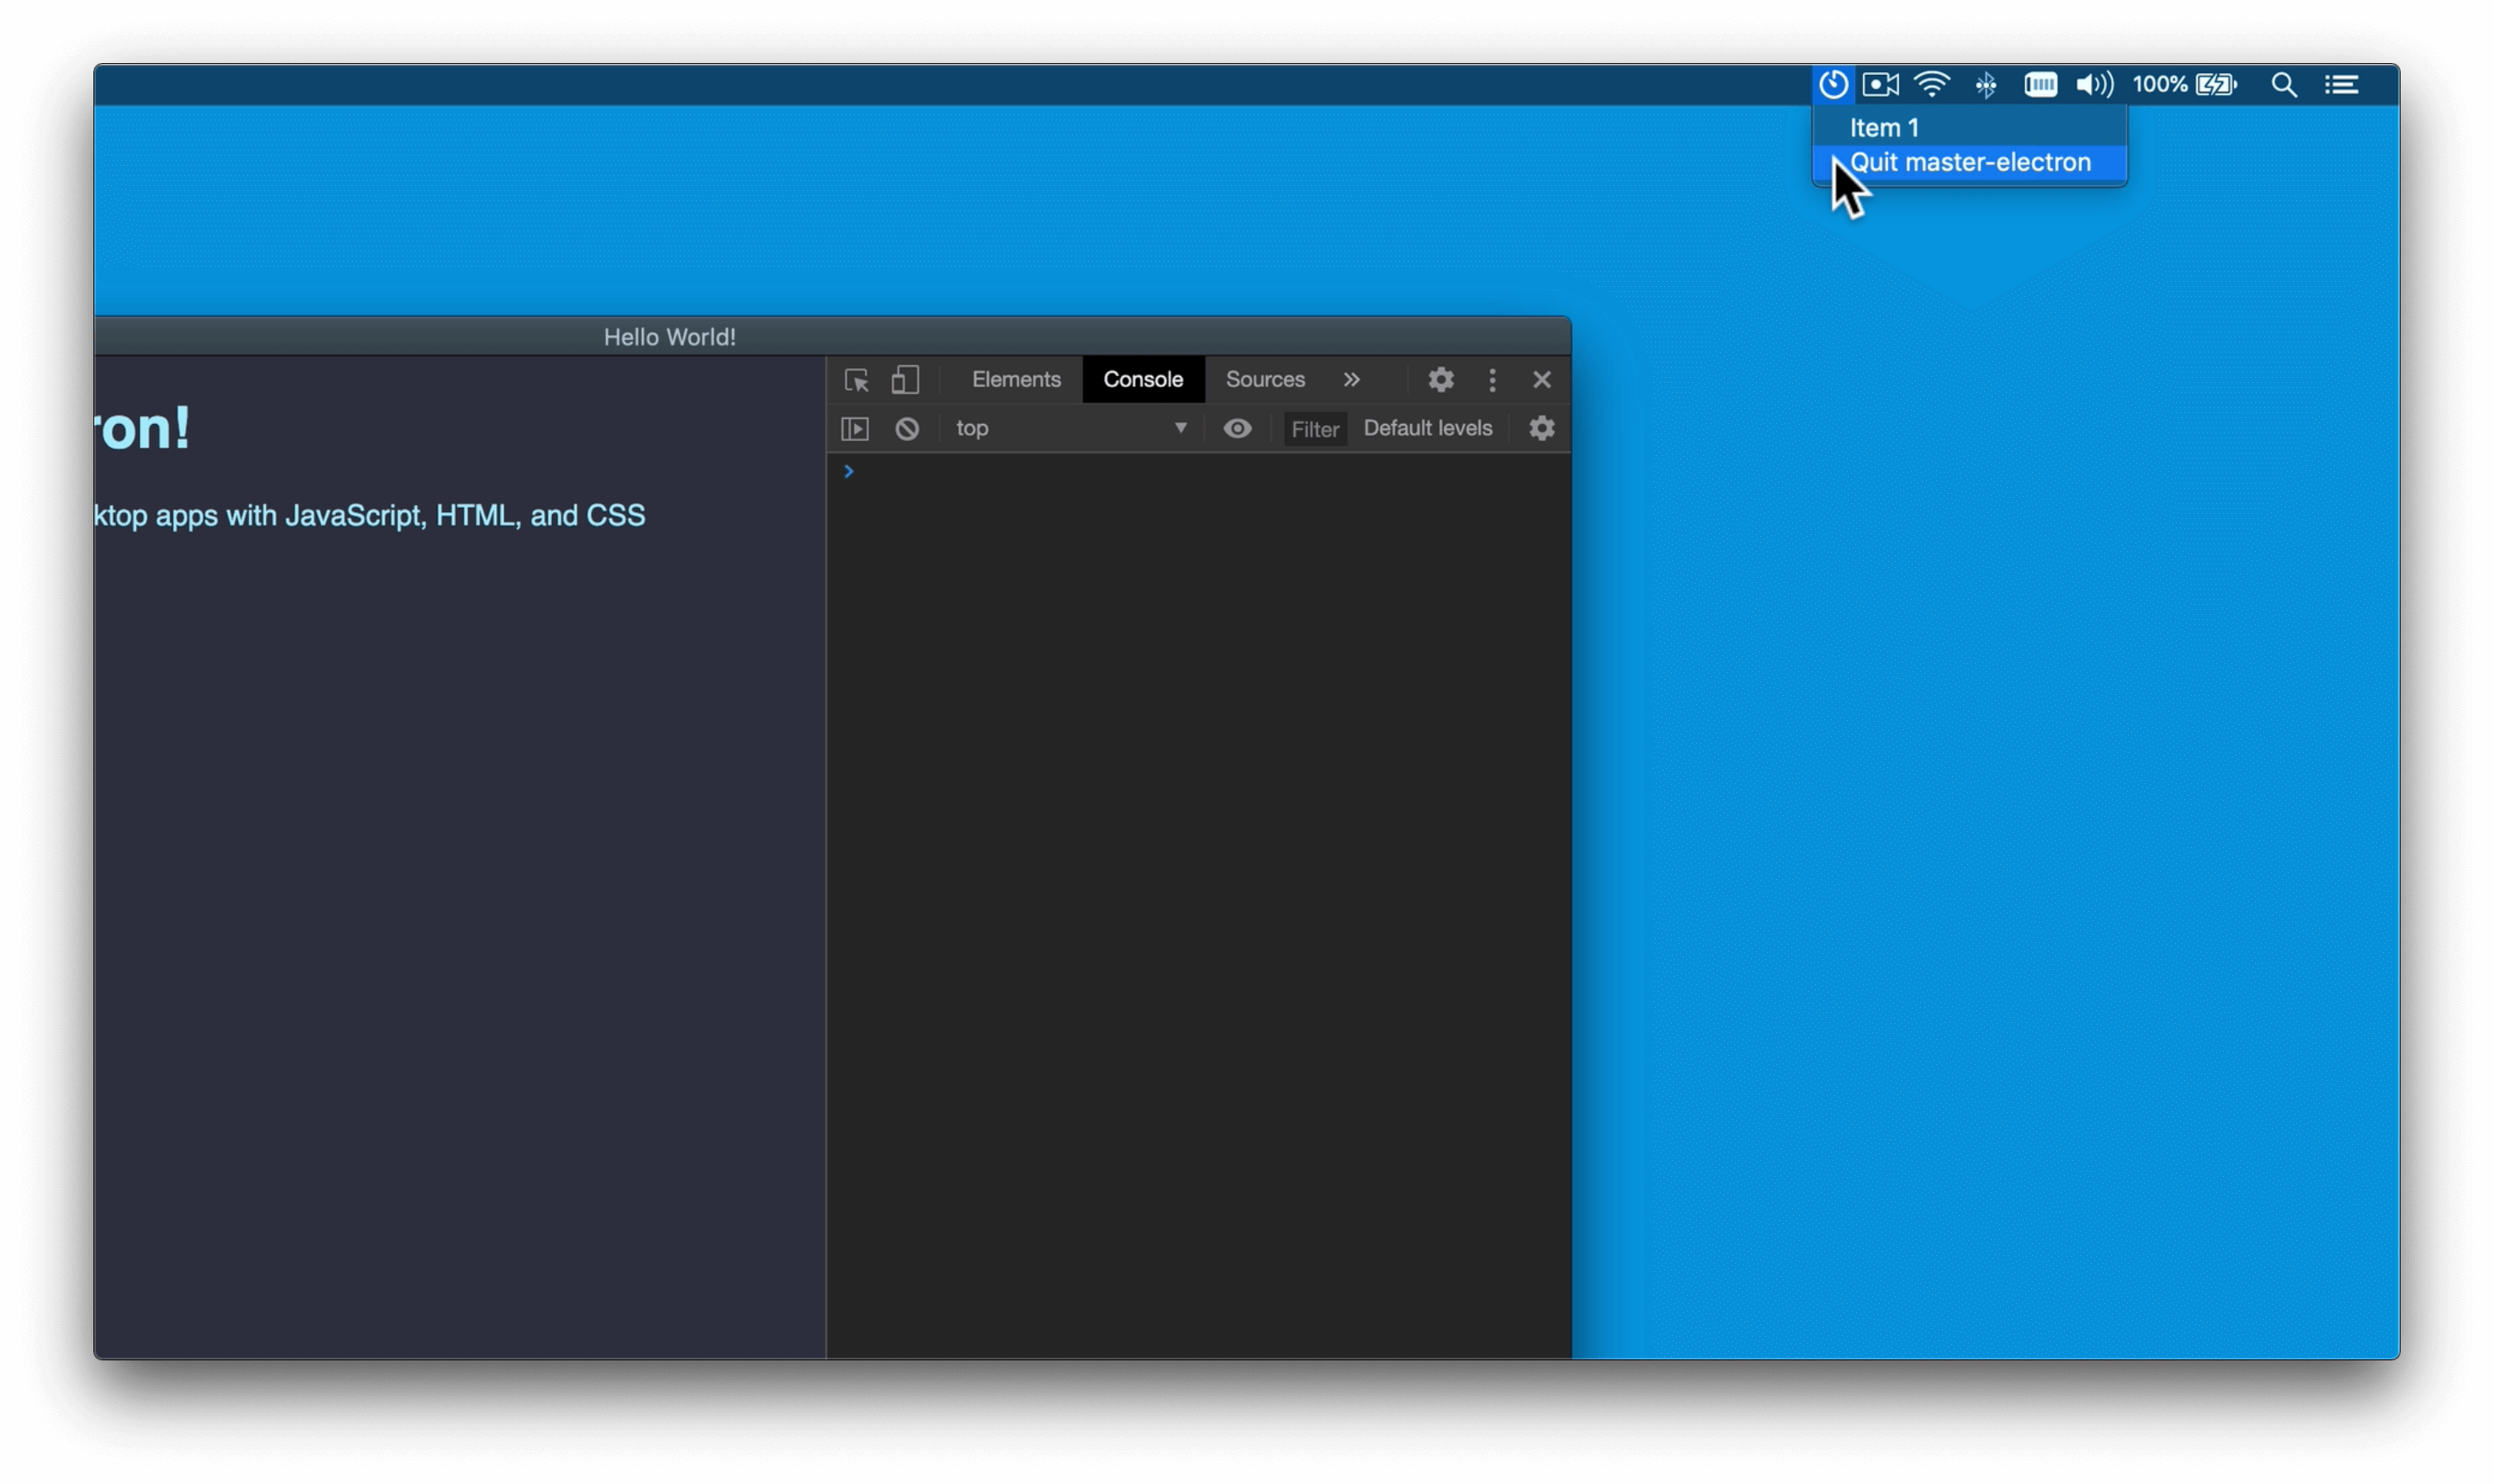 100%
Item 1
Quit master-electron
Hello World!
Elements Console Sources
top Filter Default levels
ron!
ktop apps with JavaScript, HTML, and CSS